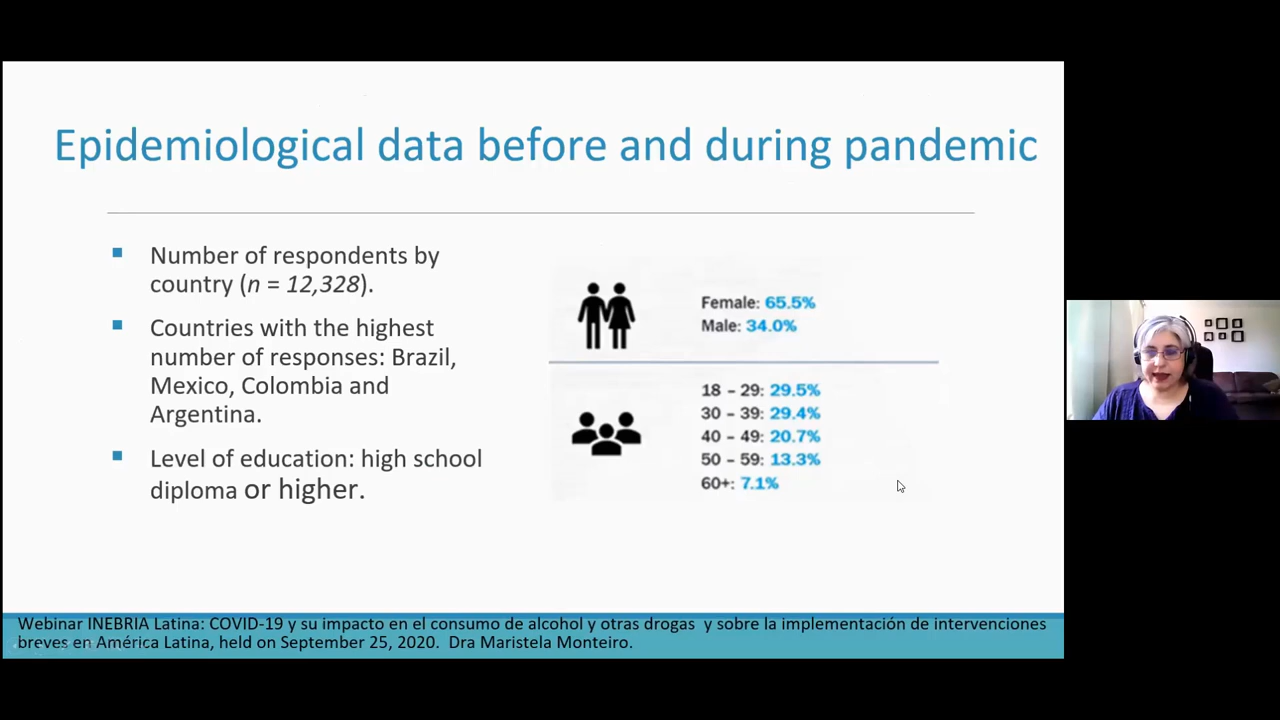 Epidemiological data before and during pandemic
Number of respondents by
country (n = 12,328).
Countries with the highest
number of responses: Brazil,
Mexico, Colombia and
Argentina.
Level of education: high school
diploma or higher.
Female: 65.5%
Male: 34.0%
18 – 29: 29.5%
30 – 39: 29.4%
40 – 49: 20.7%
50 – 59: 13.3%
60+: 7.1%
Webinar INEBRIA Latina: COVID-19 y su impacto en el consumo de alcohol y otras drogas y sobre la implementación de intervenciones
breves en América Latina, held on September 25, 2020. Dra Maristela Monteiro.